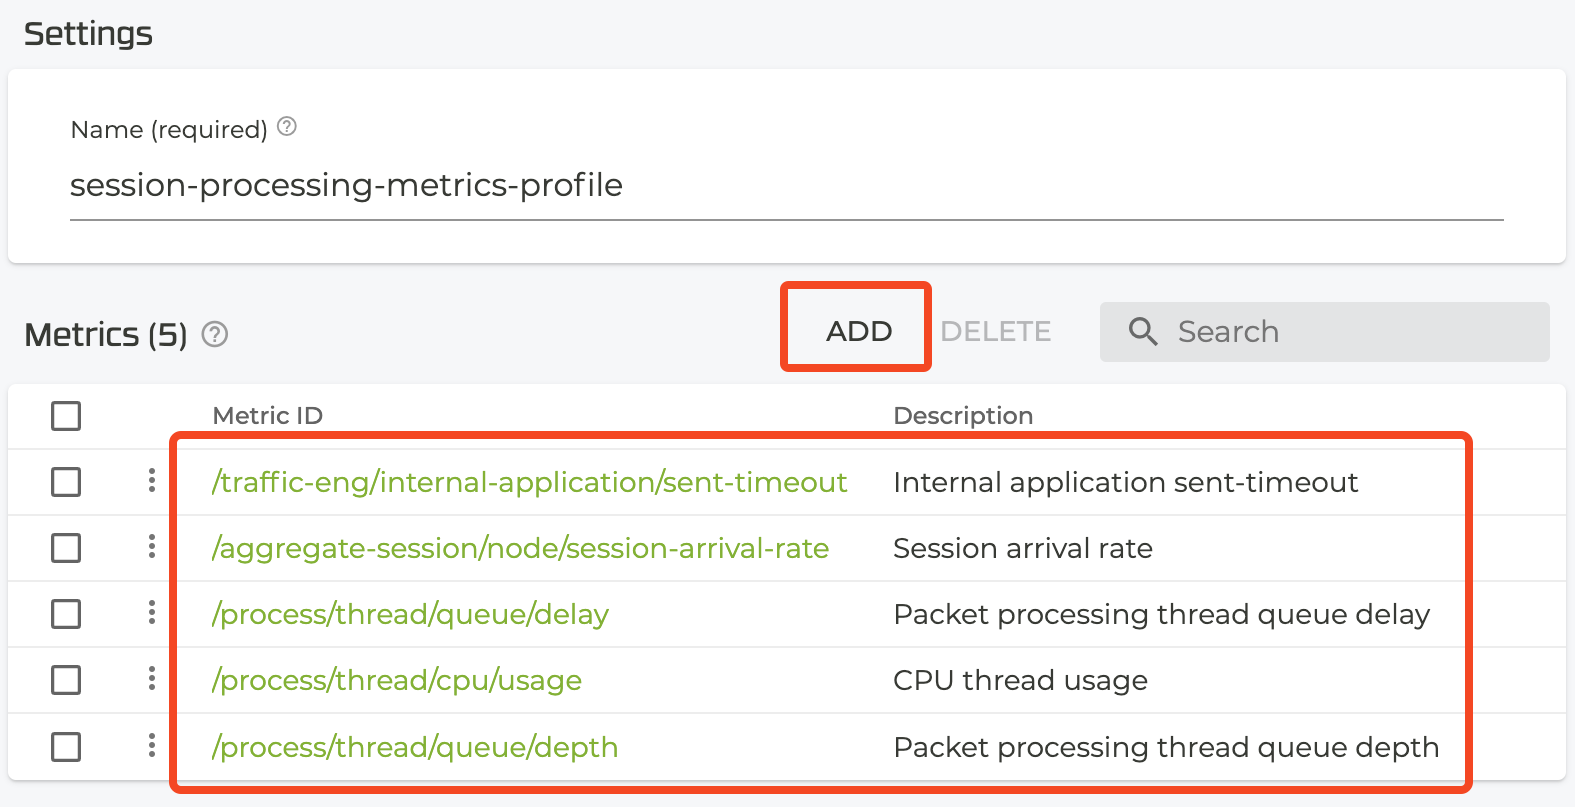 Settings
Name (required) ?
session-processing-metrics-profile
Metrics (5) ? ADD DELETE Search
Metric ID Description
/traffic-eng/internal-application/sent-timeout Internal application sent-timeout
/aggregate-session/node/session-arrival-rate Session arrival rate
/process/thread/queue/delay Packet processing thread queue delay
/process/thread/cpu/usage CPU thread usage
/process/thread/queue/depth Packet processing thread queue depth